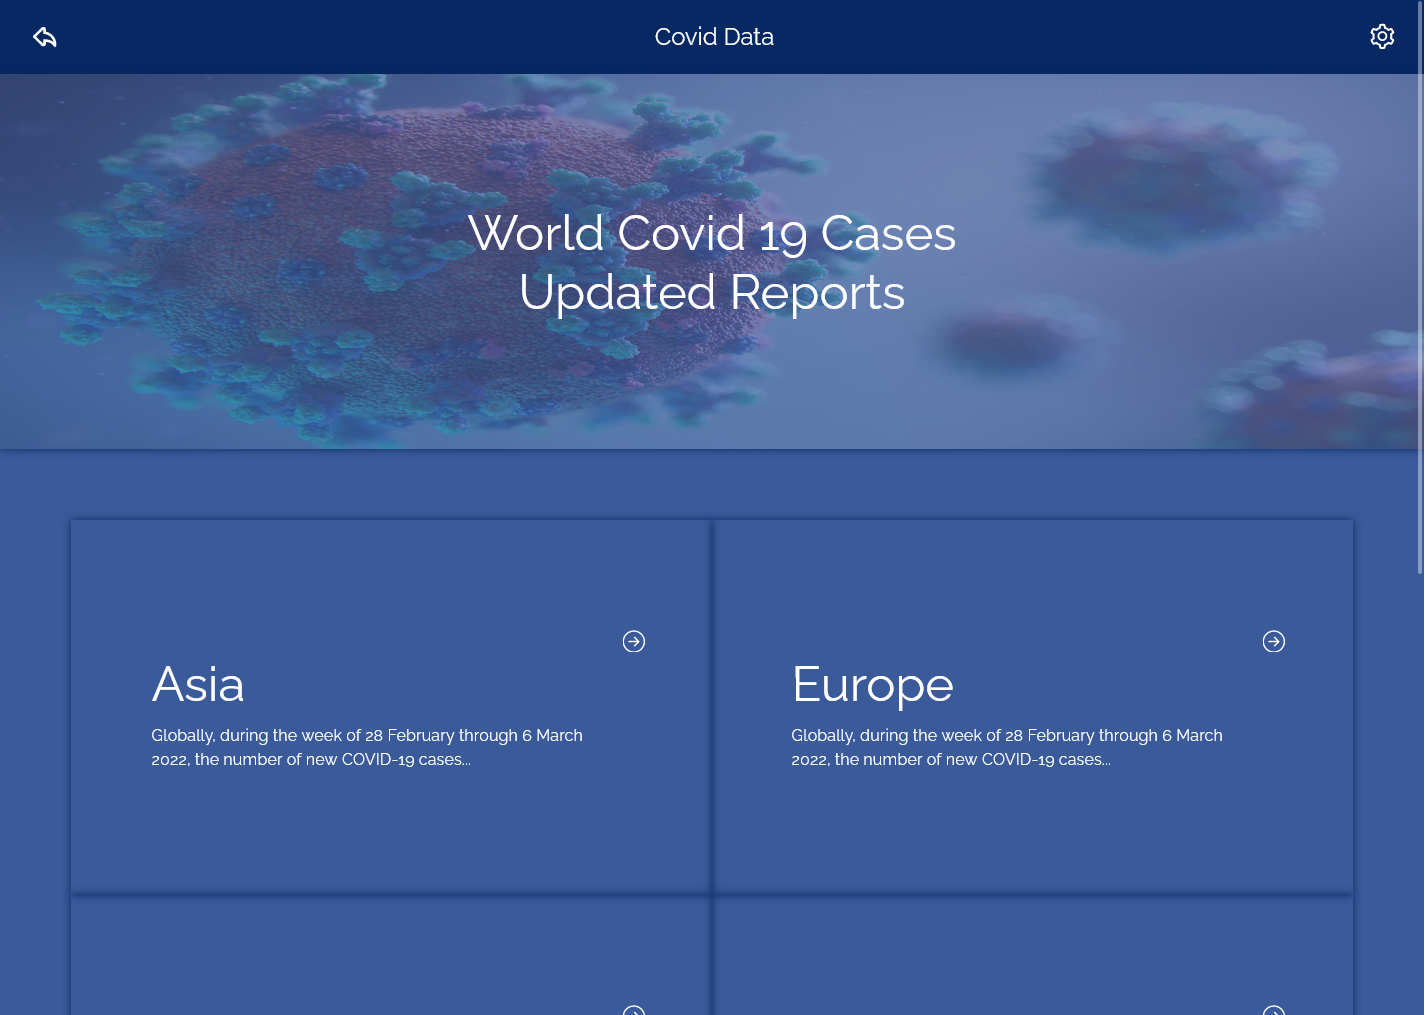 Covid Data
World Covid 19 Cases
Updated Reports
Asia
Globally, during the week of 28 February through 6 March
2022, the number of new COVID-19 cases...
Europe
Globally, during the week of 28 February through 6 March
2022, the number of new COVID-19 cases...